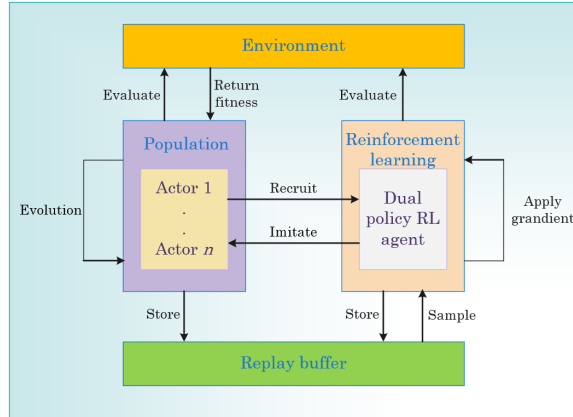 Environment
Evaluate
Return
fitness
Evaluate
Population
Reinforcement
learning
Actor 1
.
.
Actor n
Recruit
Imitate
Dual
policy RL
agent
Evolution
Apply
grandient
Store
Store
Sample
Replay buffer